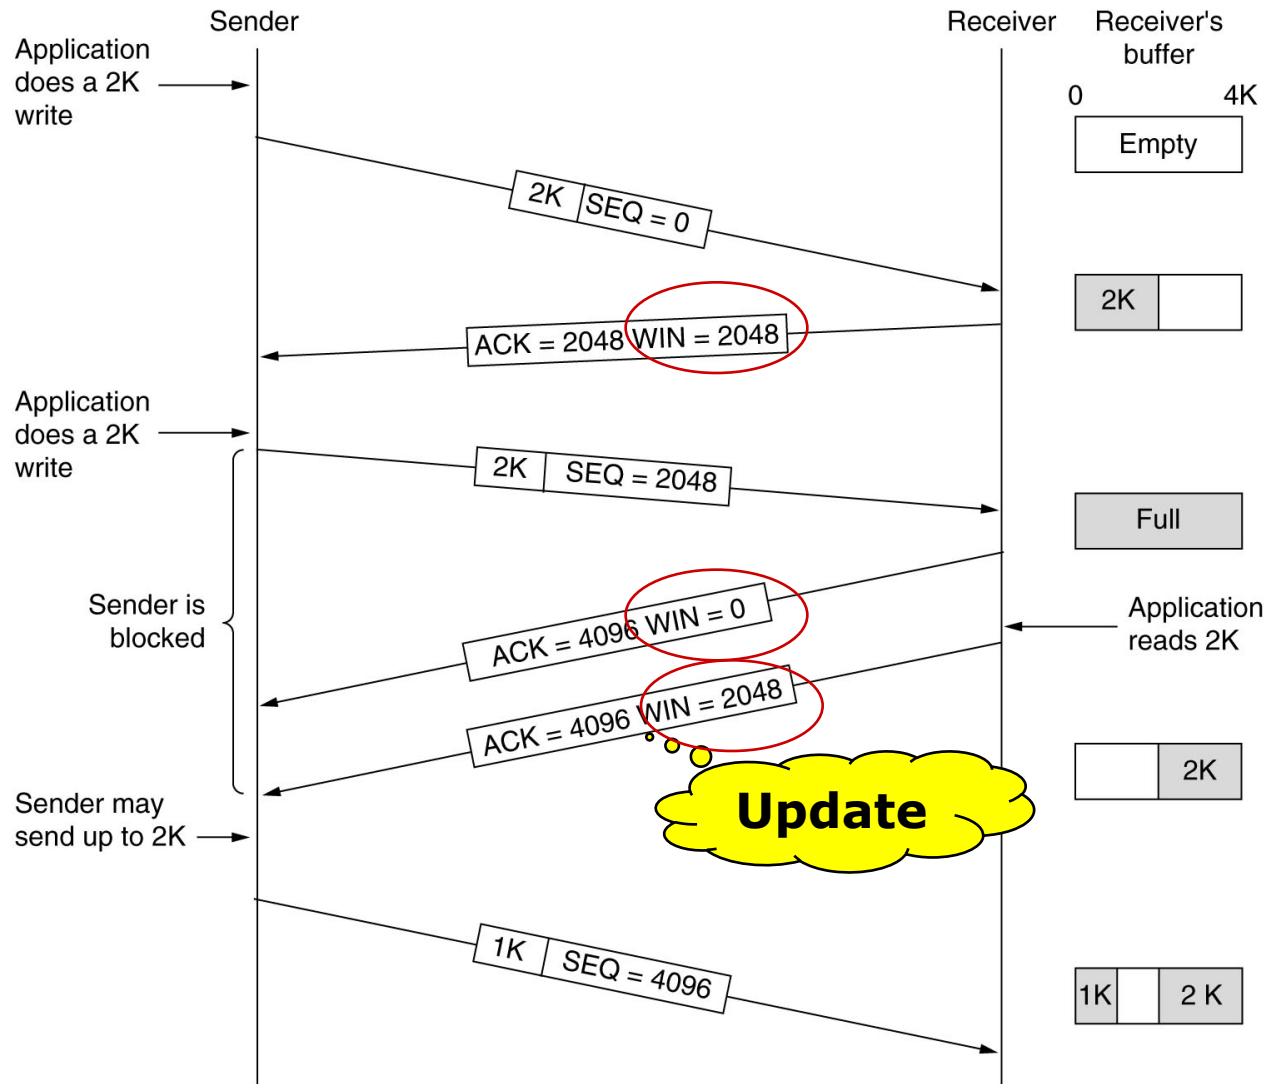 Sender
Receiver
Receiver's
buffer
Application
does a 2K
write
0
4K
Empty
2K
SEQ = 0
2K
ACK = 2048 WIN = 2048
Application
does a 2K
write
2K
SEQ = 2048
Full
Sender is
blocked
ACK = 4096 WIN = 0
Application
reads 2K
ACK = 4096 WIN = 2048
2K
Update
Sender may
send up to 2K
1K
SEQ = 4096
1K
2 K